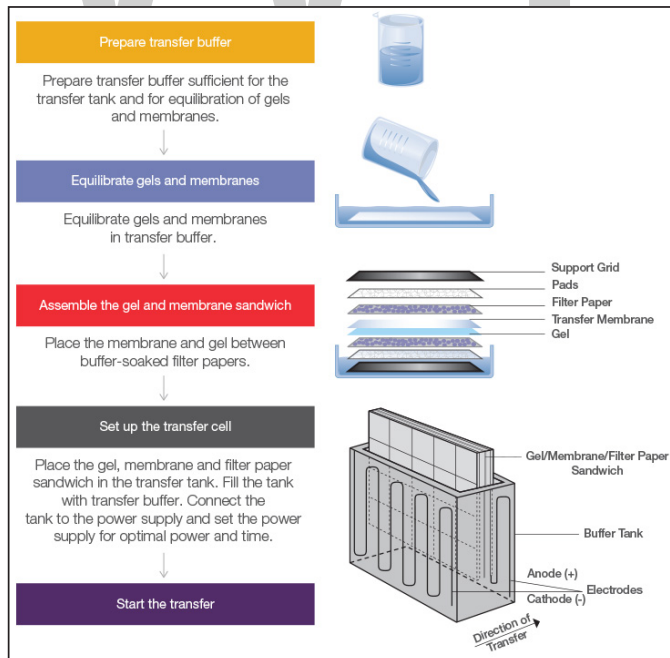 Prepare transfer buffer
Prepare transfer buffer sufficient for the
transfer tank and for equilibration of gels
and membranes.
Equilibrate gels and membranes
Equilibrate gels and membranes
in transfer buffer.
Assemble the gel and membrane sandwich
Place the membrane and gel between
buffer-soaked filter papers.
Support Grid
Pads
Filter Paper
Transfer Membrane
Gel
Set up the transfer cell
Place the gel, membrane and filter paper
sandwich in the transfer tank. Fill the tank
with transfer buffer. Connect the
tank to the power supply and set the power
supply for optimal power and time.
Start the transfer
Gel/Membrane/Filter Paper
Sandwich
Buffer Tank
Anode (+)
Electrodes
Cathode (-)
Direction of
Transfer